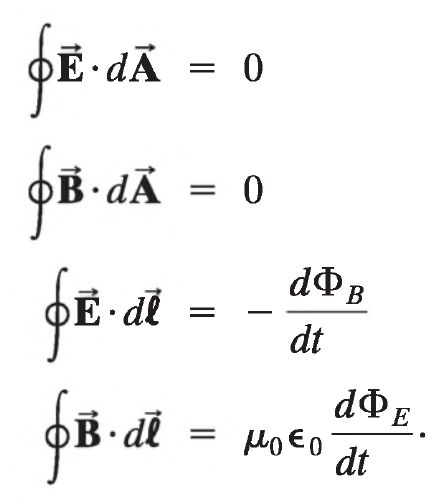 ∮E⃗ · dA⃗ = 0
∮B⃗ · dA⃗ = 0
∮E⃗ · dℓ⃗ = − dΦ_B/dt
∮B⃗ · dℓ⃗ = μ₀ϵ₀ dΦ_E/dt.